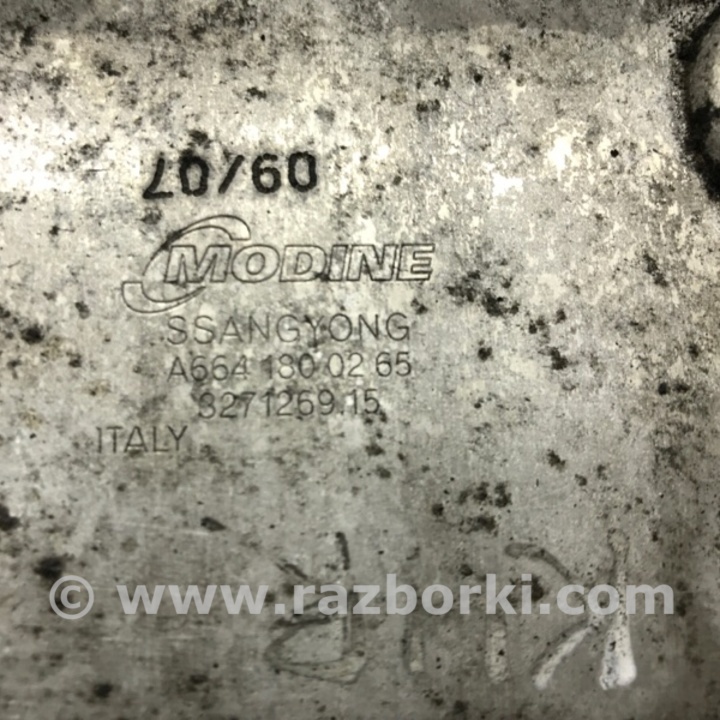 09/07
MODINE
SSANGYONG
A664 180 02 65
3271269.15
ITALY
© www.razborki.com